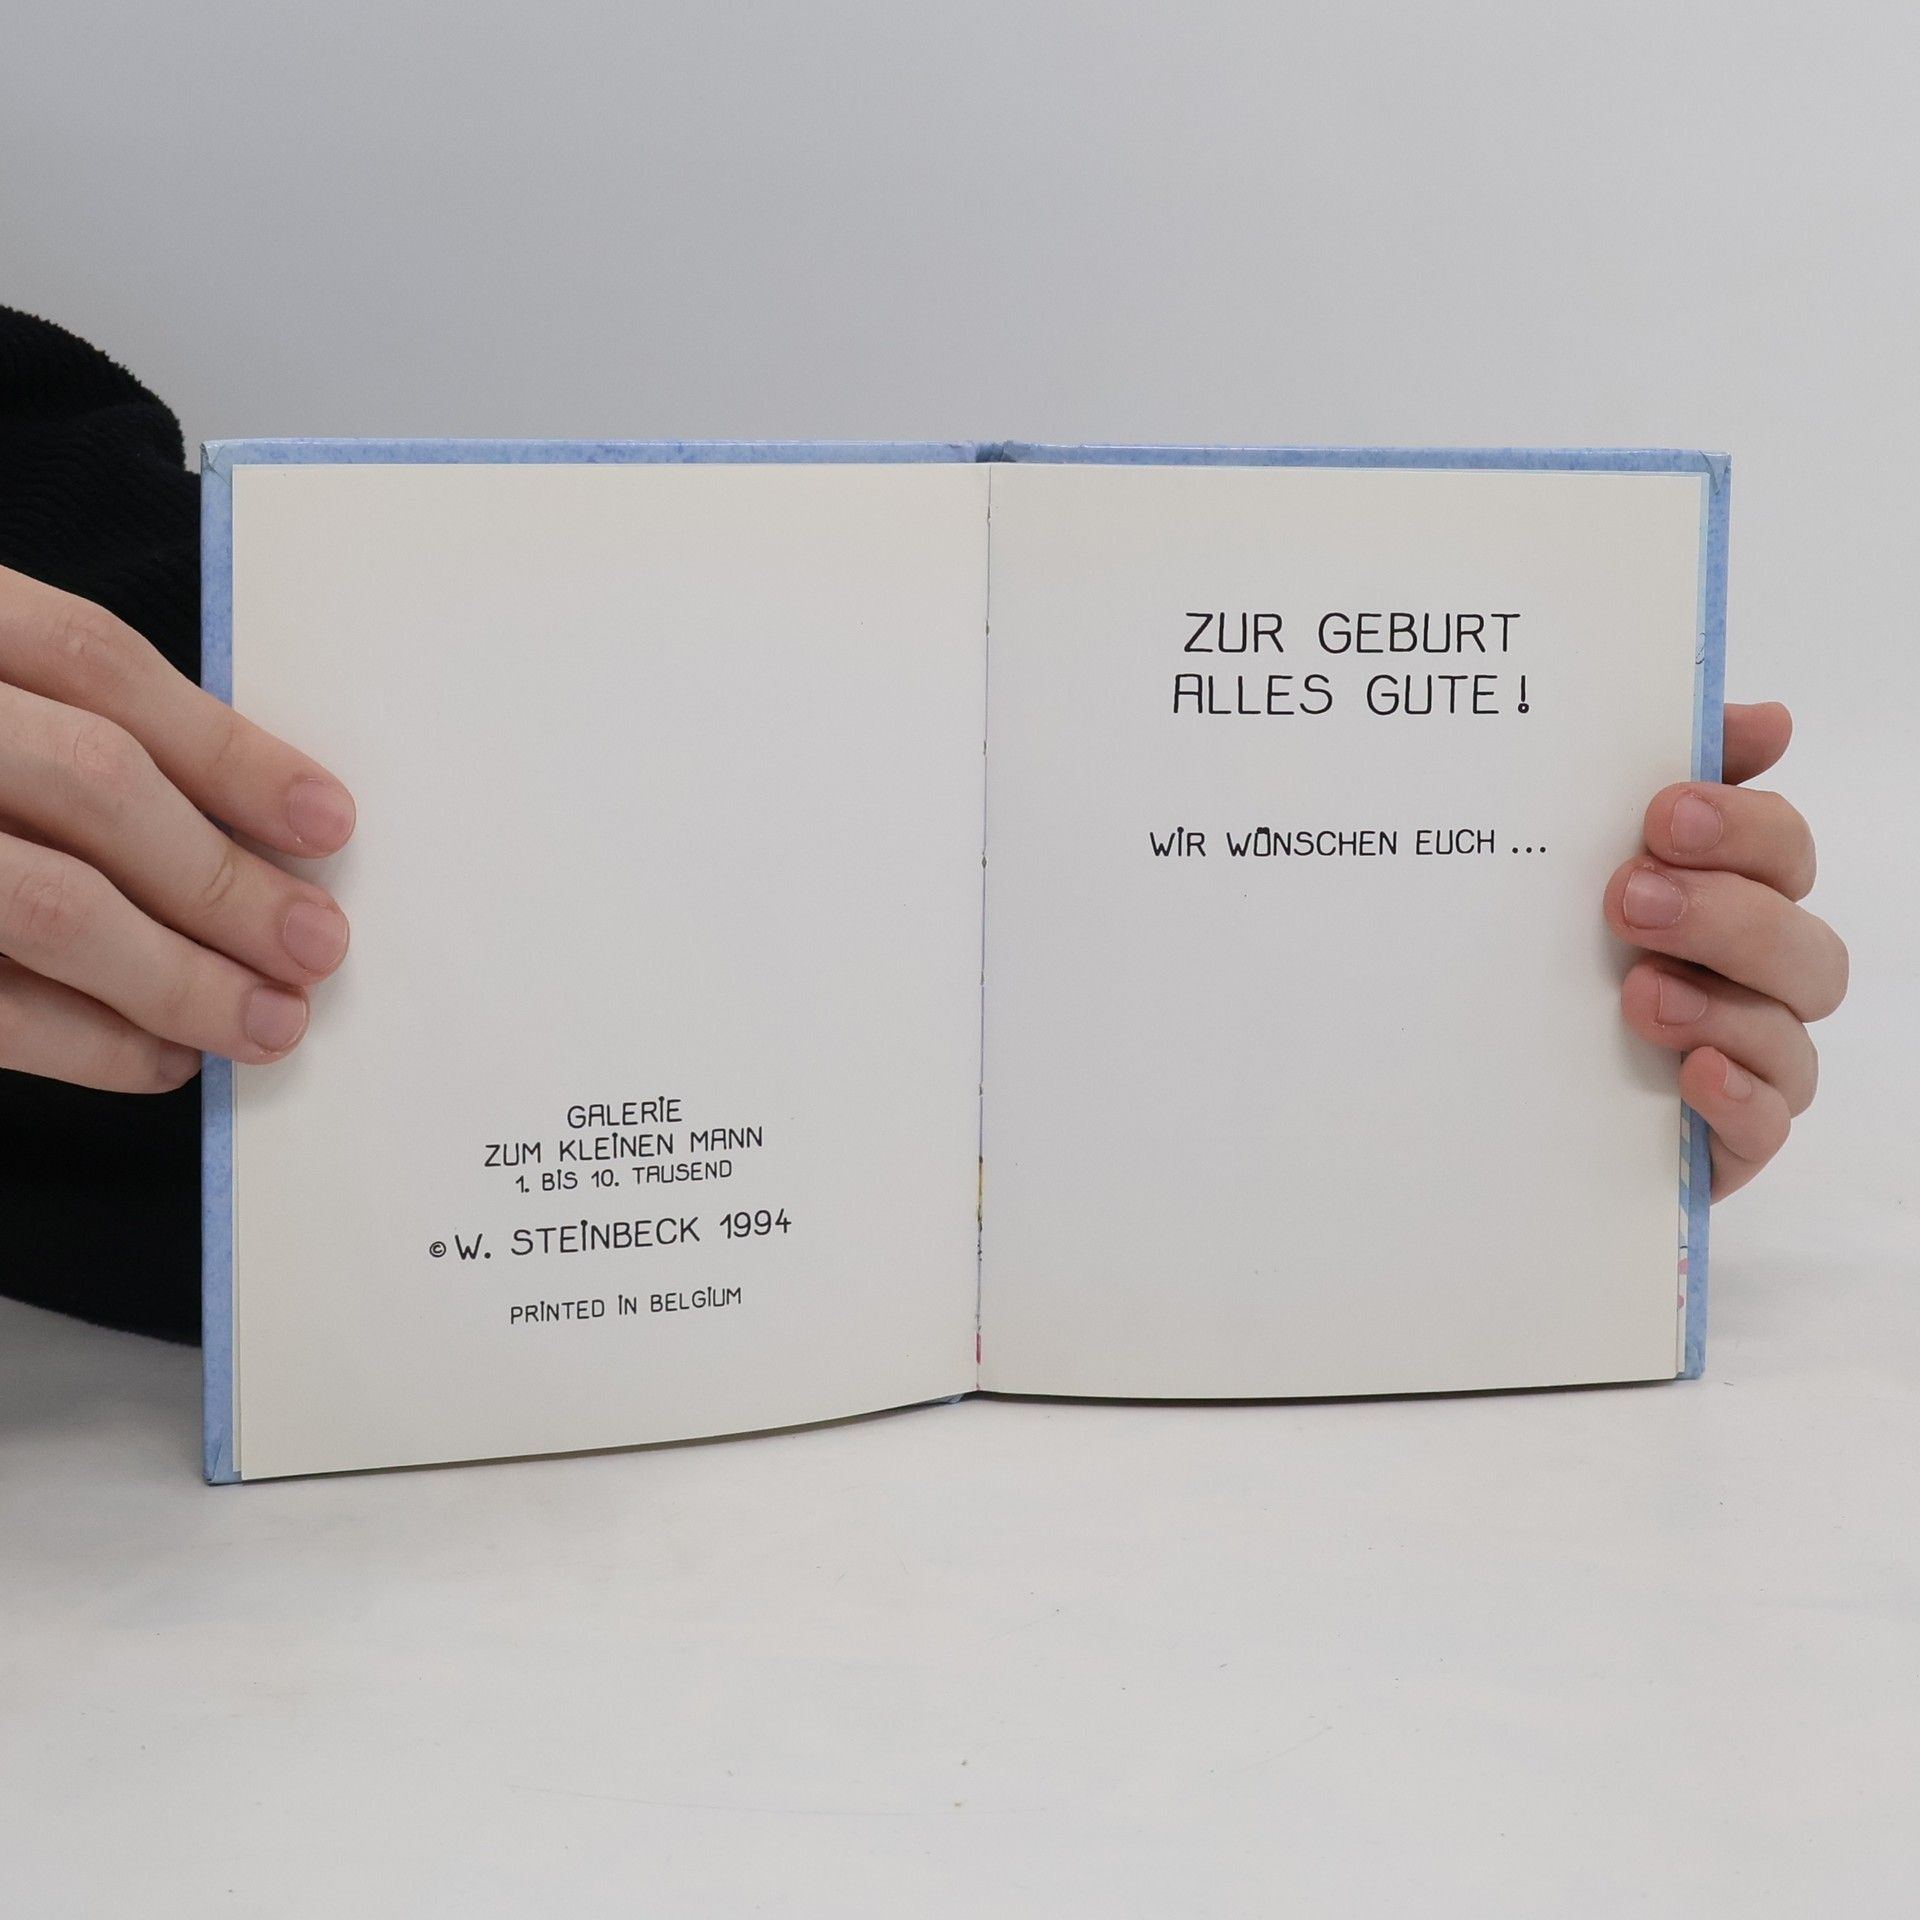 GALERIE
ZUM KLEINEN MANN
1. BIS 10. TAUSEND
© W. STEINBECK 1994
PRINTED IN BELGIUM
ZUR GEBURT
ALLES GUTE!
WIR WÜNSCHEN EUCH ...